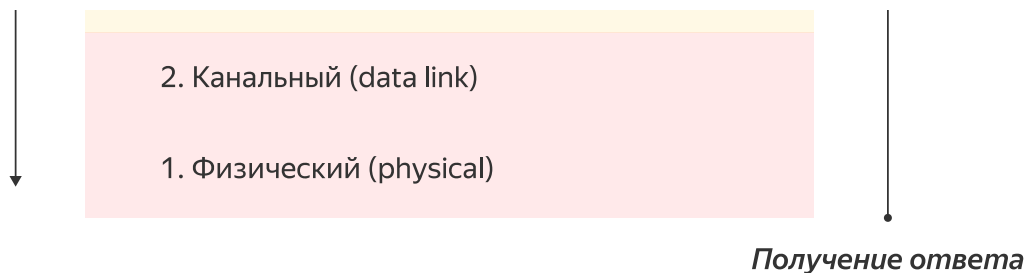 2. Канальный (data link)
1. Физический (physical)
Получение ответа